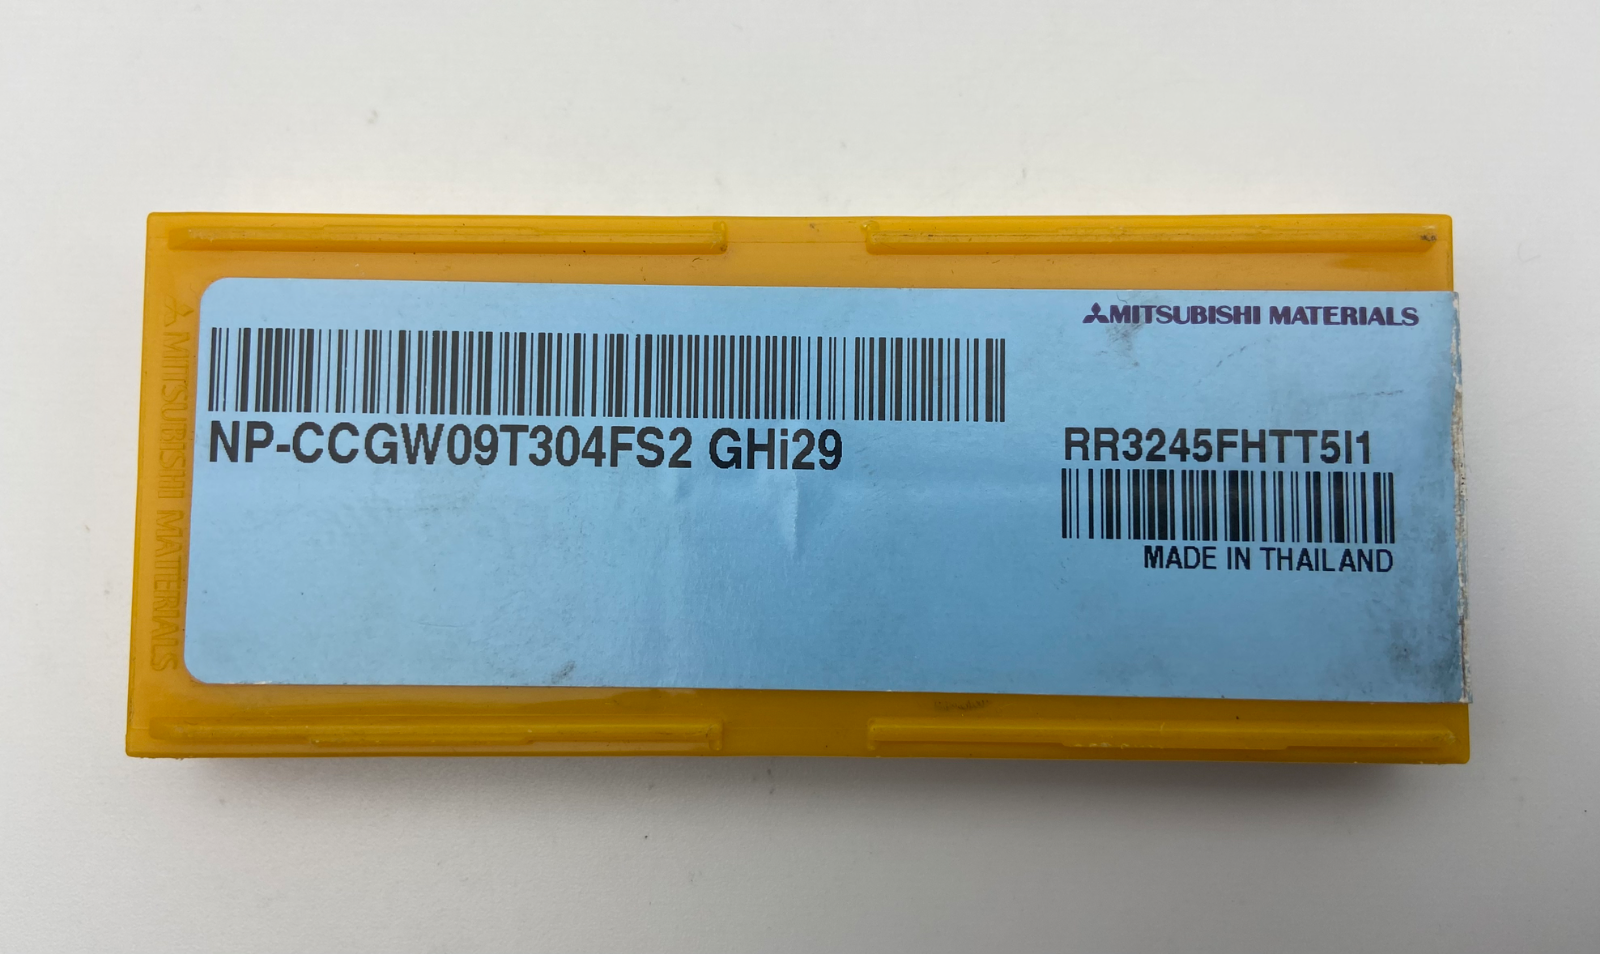 MITSUBISHI MATERIALS
NP-CCGW09T304FS2 GHi29
RR3245FHTT5I1
MADE IN THAILAND
MITSUBISHI MATERIALS